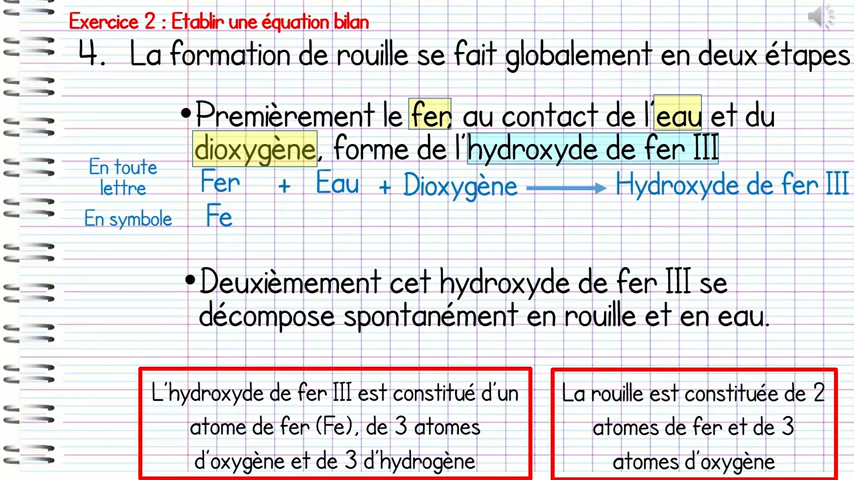 Exercice 2 : Etablir une équation bilan
4. La formation de rouille se fait globalement en deux étapes
•Premièrement le fer, au contact de l'eau et du
dioxygène, forme de l'hydroxyde de fer III
En toute
lettre
Fer + Eau + Dioxygène Hydroxyde de fer III
En symbole Fe
•Deuxièmement cet hydroxyde de fer III se
décompose spontanément en rouille et en eau.
L'hydroxyde de fer III est constitué d'un
atome de fer (Fe), de 3 atomes
d'oxygène et de 3 d'hydrogène
La rouille est constituée de 2
atomes de fer et de 3
atomes d'oxygène